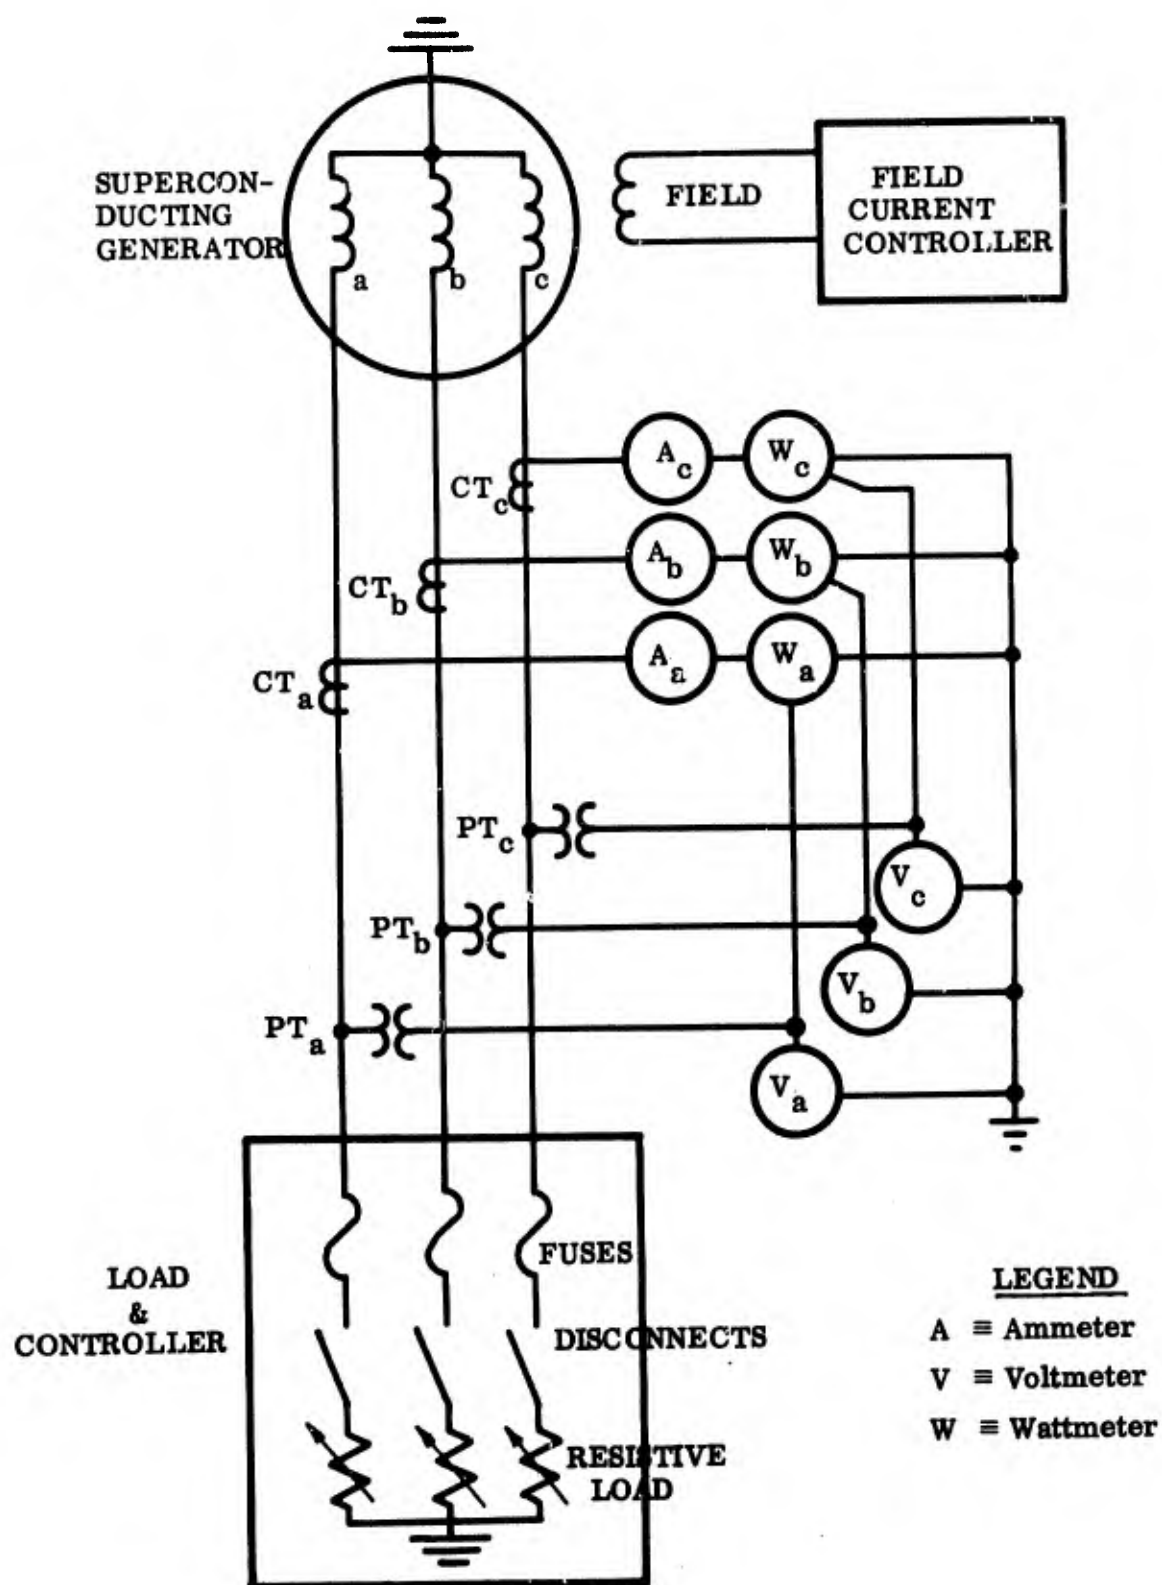 SUPERCON-
DUCTING
GENERATOR
a
b
c
FIELD
FIELD
CURRENT
CONTROLLER
CTc
Ac
Wc
CTb
Ab
Wb
CTa
Aa
Wa
PTc
Vc
PTb
Vb
PTa
Va
LOAD
&
CONTROLLER
FUSES
DISCONNECTS
RESISTIVE
LOAD
LEGEND
A ≡ Ammeter
V ≡ Voltmeter
W ≡ Wattmeter